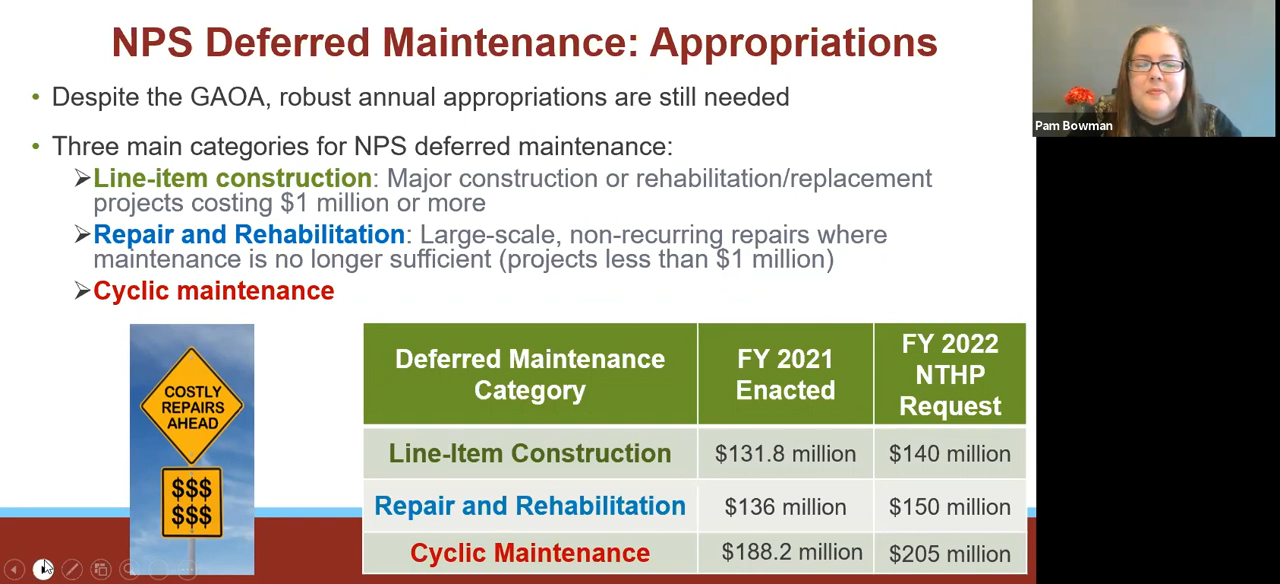 NPS Deferred Maintenance: Appropriations
• Despite the GAOA, robust annual appropriations are still needed
• Three main categories for NPS deferred maintenance:
➢Line-item construction: Major construction or rehabilitation/replacement
projects costing $1 million or more
➢Repair and Rehabilitation: Large-scale, non-recurring repairs where
maintenance is no longer sufficient (projects less than $1 million)
➢Cyclic maintenance
COSTLY
REPAIRS
AHEAD
$$$
$$$
Deferred Maintenance Category FY 2021 Enacted FY 2022 NTHP Request
Line-Item Construction $131.8 million $140 million
Repair and Rehabilitation $136 million $150 million
Cyclic Maintenance $188.2 million $205 million
Pam Bowman